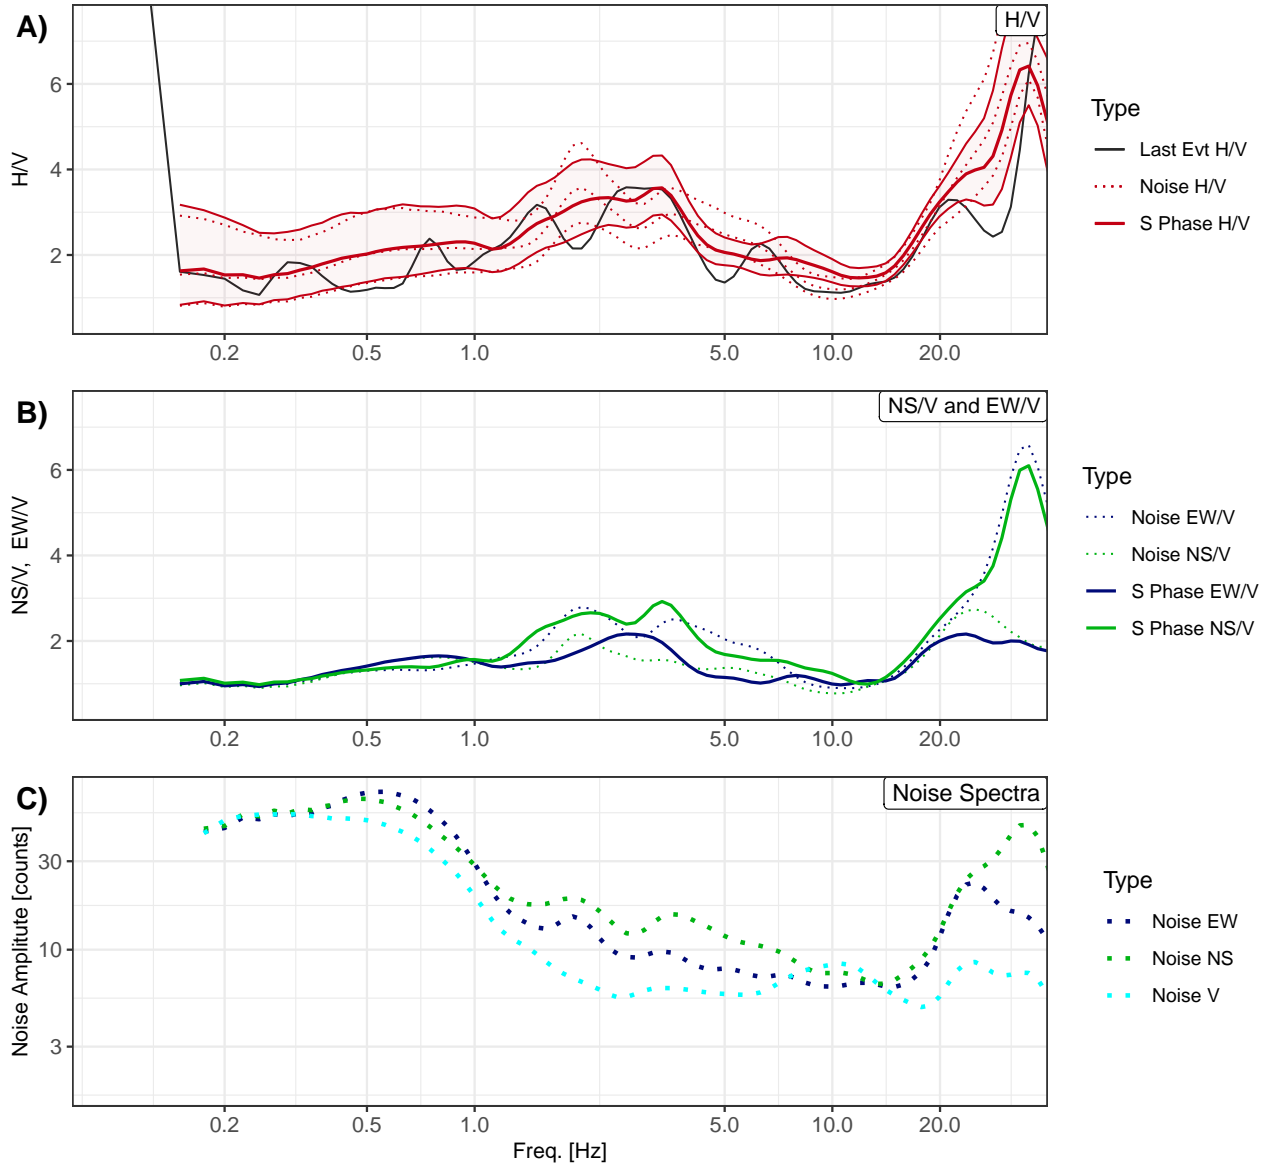 A)
H/V
6
4
2
H/V
0.2 0.5 1.0 5.0 10.0 20.0
Type
Last Evt H/V
Noise H/V
S Phase H/V
B)
NS/V and EW/V
6
4
2
NS/V, EW/V
0.2 0.5 1.0 5.0 10.0 20.0
Type
Noise EW/V
Noise NS/V
S Phase EW/V
S Phase NS/V
C)
Noise Spectra
30
10
3
Noise Amplitude [counts]
0.2 0.5 1.0 5.0 10.0 20.0
Freq. [Hz]
Type
Noise EW
Noise NS
Noise V